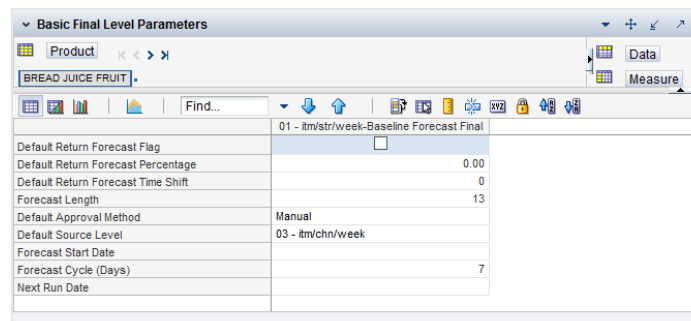 Basic Final Level Parameters
Product
Data
BREAD JUICE FRUIT
Measure
Find...
XYZ
01 - itm/str/week-Baseline Forecast Final
Default Return Forecast Flag
Default Return Forecast Percentage 0.00
Default Return Forecast Time Shift 0
Forecast Length 13
Default Approval Method Manual
Default Source Level 03 - itm/chn/week
Forecast Start Date
Forecast Cycle (Days) 7
Next Run Date